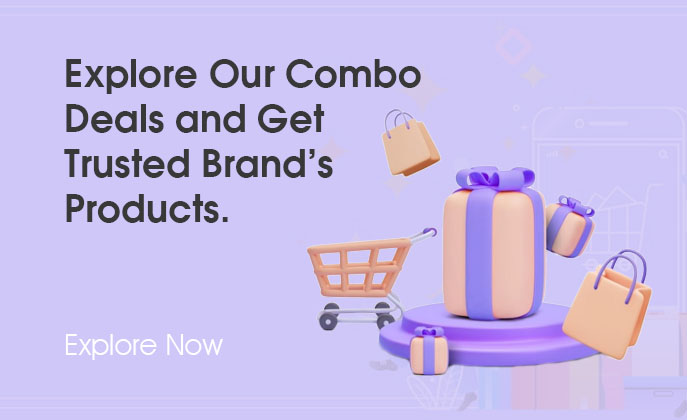 Explore Our Combo
Deals and Get
Trusted Brand’s
Products.
Explore Now